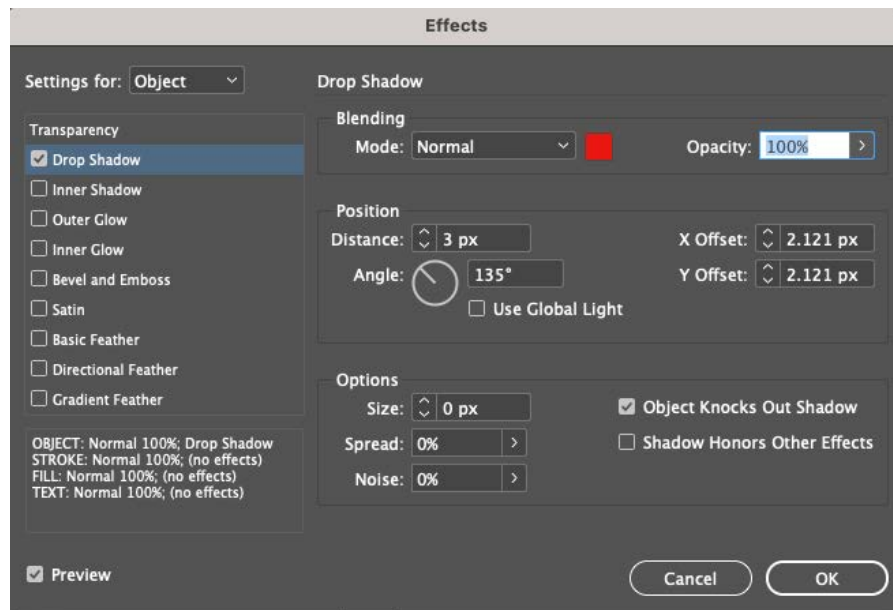 Effects
Settings for: Object
Transparency
Drop Shadow
Inner Shadow
Outer Glow
Inner Glow
Bevel and Emboss
Satin
Basic Feather
Directional Feather
Gradient Feather
OBJECT: Normal 100%; Drop Shadow
STROKE: Normal 100%; (no effects)
FILL: Normal 100%; (no effects)
TEXT: Normal 100%; (no effects)
Preview
Drop Shadow
Blending
Mode: Normal Opacity: 100%
Position
Distance: 3 px X Offset: 2.121 px
Angle: 135° Y Offset: 2.121 px
Use Global Light
Options
Size: 0 px Object Knocks Out Shadow
Spread: 0% Shadow Honors Other Effects
Noise: 0%
Cancel OK